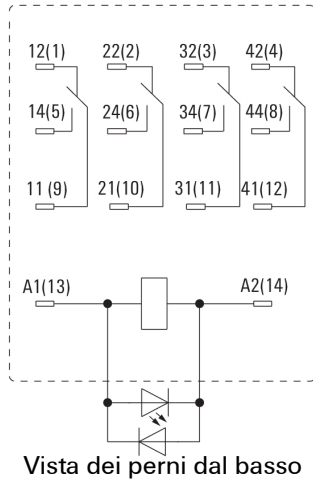 12(1) 22(2) 32(3) 42(4)
14(5) 24(6) 34(7) 44(8)
11 (9) 21(10) 31(11) 41(12)
A1(13) A2(14)
Vista dei perni dal basso